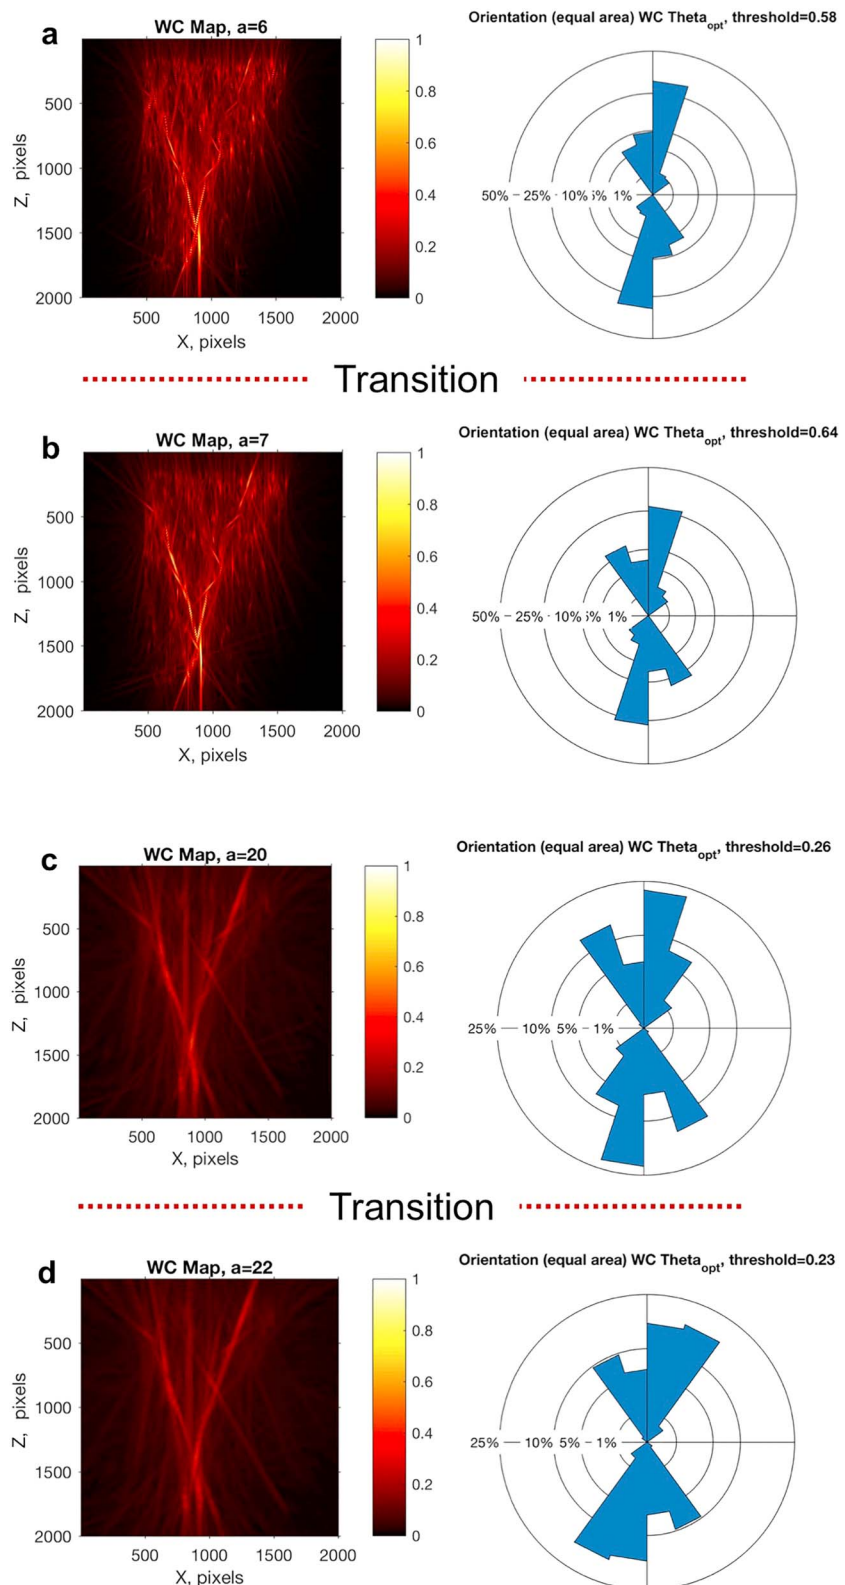 a
WC Map, a=6
Z, pixels
500
1000
1500
2000
500 1000 1500 2000
X, pixels
1
0.8
0.6
0.4
0.2
0
Orientation (equal area) WC Theta_opt, threshold=0.58
50% 25% 10% 5% 1%
Transition
b
WC Map, a=7
Z, pixels
500
1000
1500
2000
500 1000 1500 2000
X, pixels
1
0.8
0.6
0.4
0.2
0
Orientation (equal area) WC Theta_opt, threshold=0.64
50% 25% 10% 5% 1%
c
WC Map, a=20
Z, pixels
500
1000
1500
2000
500 1000 1500 2000
X, pixels
1
0.8
0.6
0.4
0.2
0
Orientation (equal area) WC Theta_opt, threshold=0.26
25% 10% 5% 1%
Transition
d
WC Map, a=22
Z, pixels
500
1000
1500
2000
500 1000 1500 2000
X, pixels
1
0.8
0.6
0.4
0.2
0
Orientation (equal area) WC Theta_opt, threshold=0.23
25% 10% 5% 1%